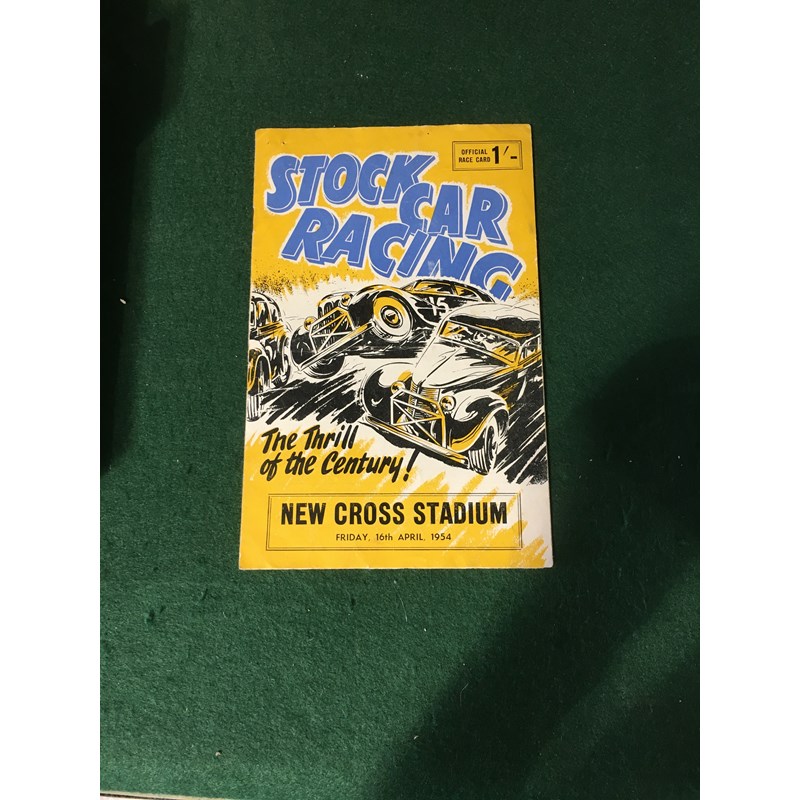 OFFICIAL
RACE CARD 1/-
STOCK
CAR
RACING
15
The Thrill
of the Century!
NEW CROSS STADIUM
FRIDAY, 16th APRIL, 1954